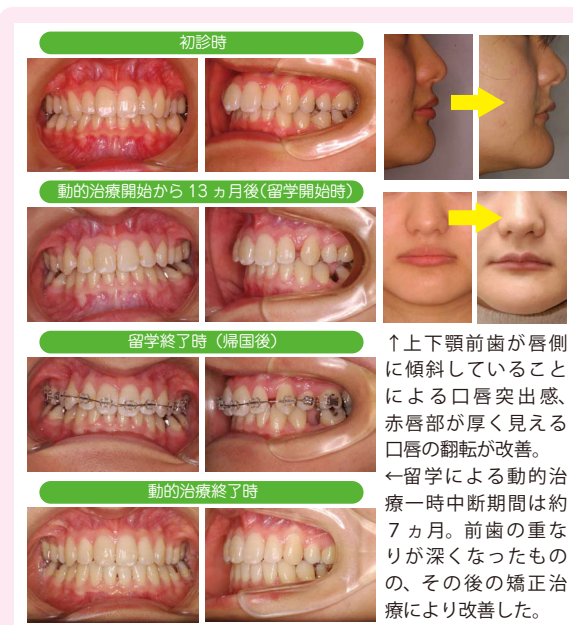 初診時
動的治療開始から 13 ヵ月後(留学開始時)
留学終了時（帰国後）
動的治療終了時
↑上下顎前歯が唇側
に傾斜していること
による口唇突出感、
赤唇部が厚く見える
口唇の翻転が改善。
←留学による動的治
療一時中断期間は約
７ヵ月。前歯の重な
りが深くなったもの
の、その後の矯正治
療により改善した。